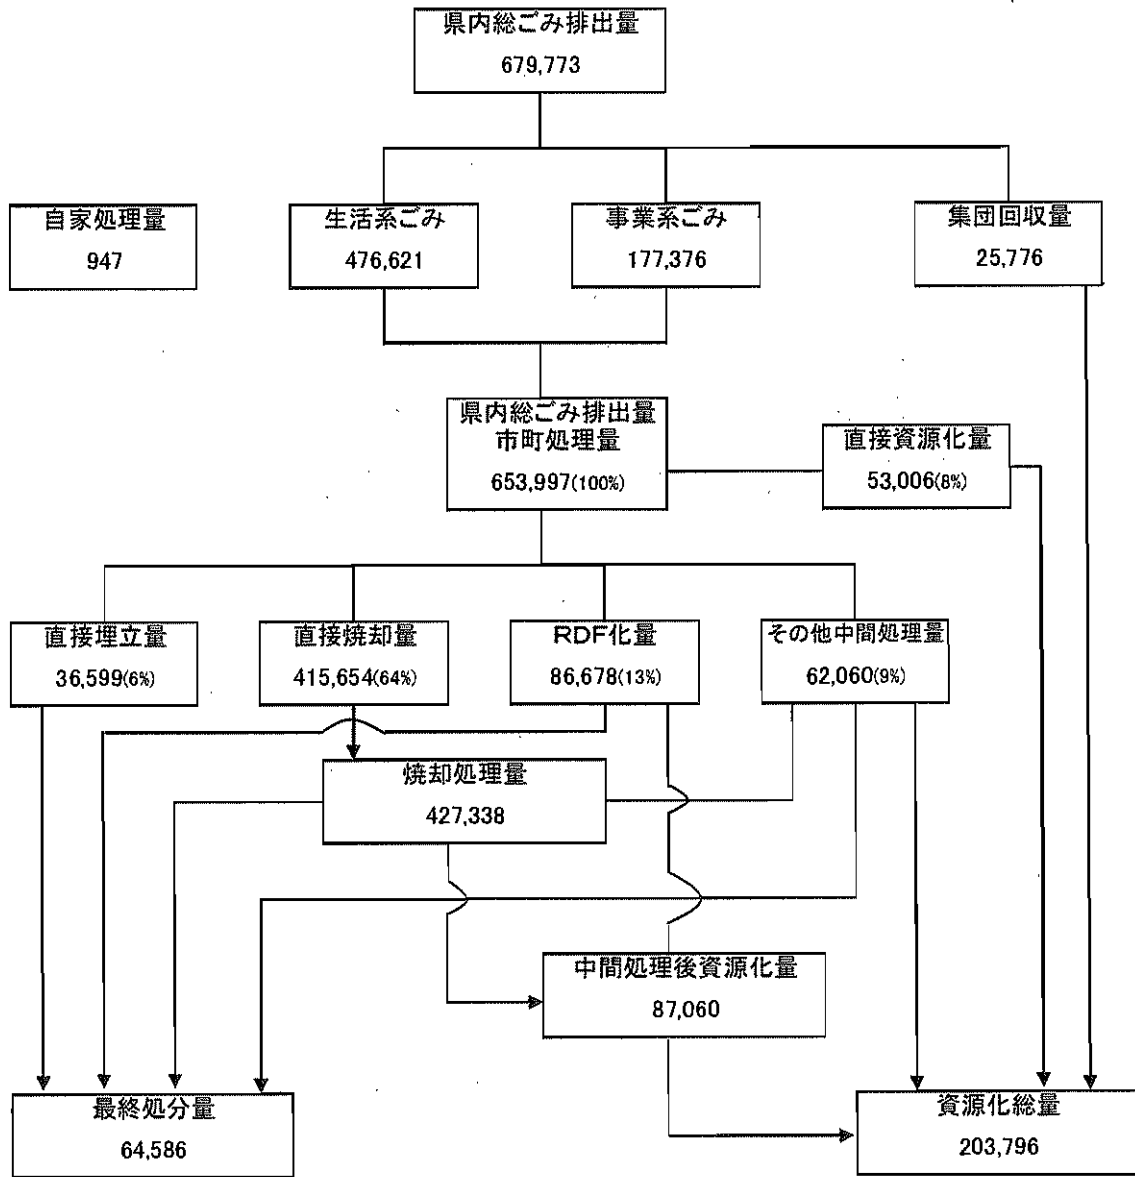 県内総ごみ排出量
679,773
自家処理量
947
生活系ごみ
476,621
事業系ごみ
177,376
集団回収量
25,776
県内総ごみ排出量
市町処理量
653,997(100%)
直接資源化量
53,006(8%)
直接埋立量
36,599(6%)
直接焼却量
415,654(64%)
RDF化量
86,678(13%)
その他中間処理量
62,060(9%)
焼却処理量
427,338
中間処理後資源化量
87,060
最終処分量
64,586
資源化総量
203,796